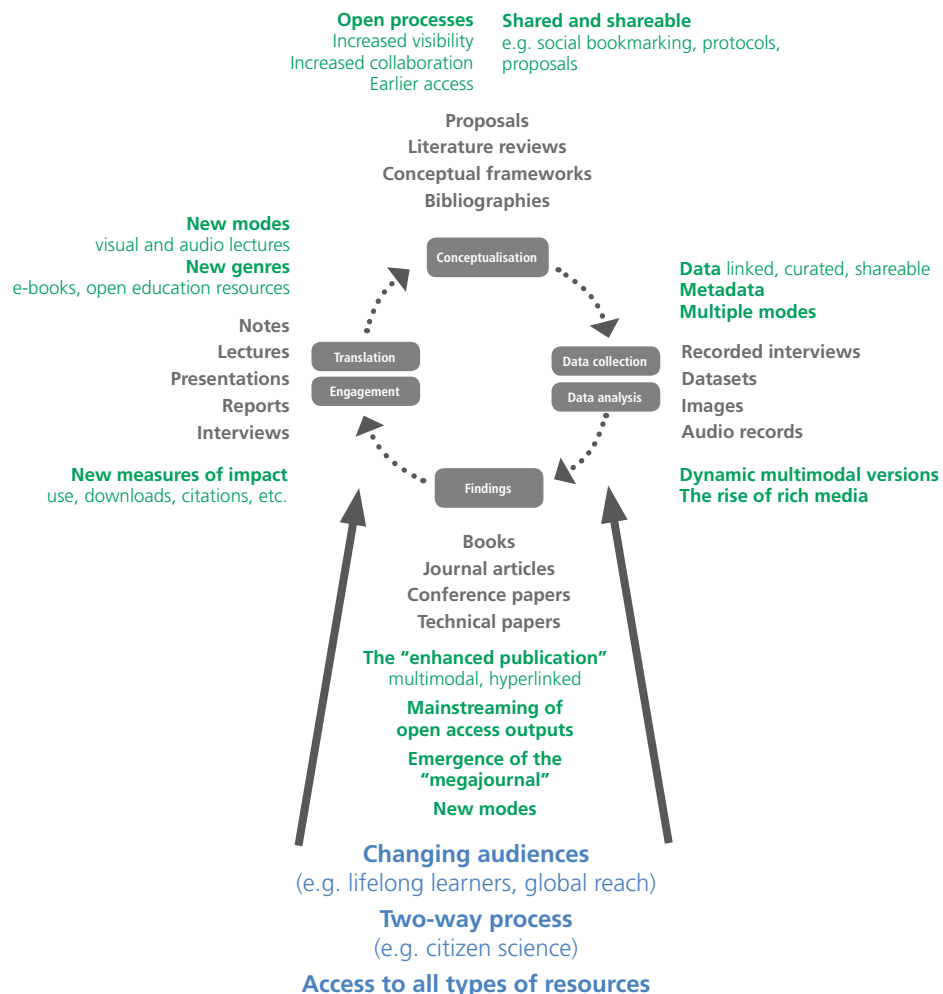 Open processes
Increased visibility
Increased collaboration
Earlier access
Shared and shareable
e.g. social bookmarking, protocols,
proposals
Proposals
Literature reviews
Conceptual frameworks
Bibliographies
New modes
visual and audio lectures
New genres
e-books, open education resources
Conceptualisation
Data linked, curated, shareable
Metadata
Multiple modes
Notes
Lectures
Presentations
Reports
Interviews
Translation
Engagement
Data collection
Data analysis
Recorded interviews
Datasets
Images
Audio records
New measures of impact
use, downloads, citations, etc.
Findings
Dynamic multimodal versions
The rise of rich media
Books
Journal articles
Conference papers
Technical papers
The "enhanced publication"
multimodal, hyperlinked
Mainstreaming of
open access outputs
Emergence of the
"megajournal"
New modes
Changing audiences
(e.g. lifelong learners, global reach)
Two-way process
(e.g. citizen science)
Access to all types of resources